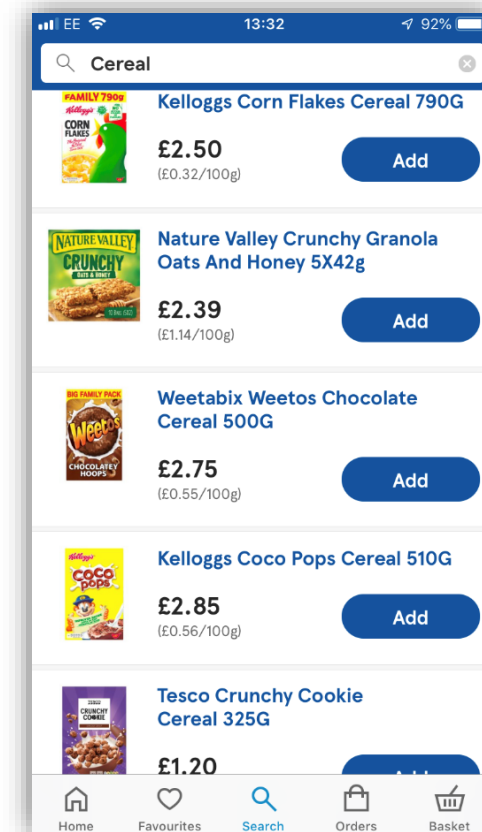 EE 13:32 92%
Cereal
FAMILY 790g
Kellogg's
CORN
FLAKES
Kelloggs Corn Flakes Cereal 790G
£2.50
(£0.32/100g)
Add
NATURE VALLEY
CRUNCHY
OATS & HONEY
Nature Valley Crunchy Granola
Oats And Honey 5X42g
£2.39
(£1.14/100g)
Add
BIG FAMILY PACK
Weetos
CHOCOLATEY
HOOPS
Weetabix Weetos Chocolate
Cereal 500G
£2.75
(£0.55/100g)
Add
Kellogg's
COCO
POPS
Kelloggs Coco Pops Cereal 510G
£2.85
(£0.56/100g)
Add
TESCO
CRUNCHY
COOKIE
Tesco Crunchy Cookie
Cereal 325G
£1.20
Home Favourites Search Orders Basket